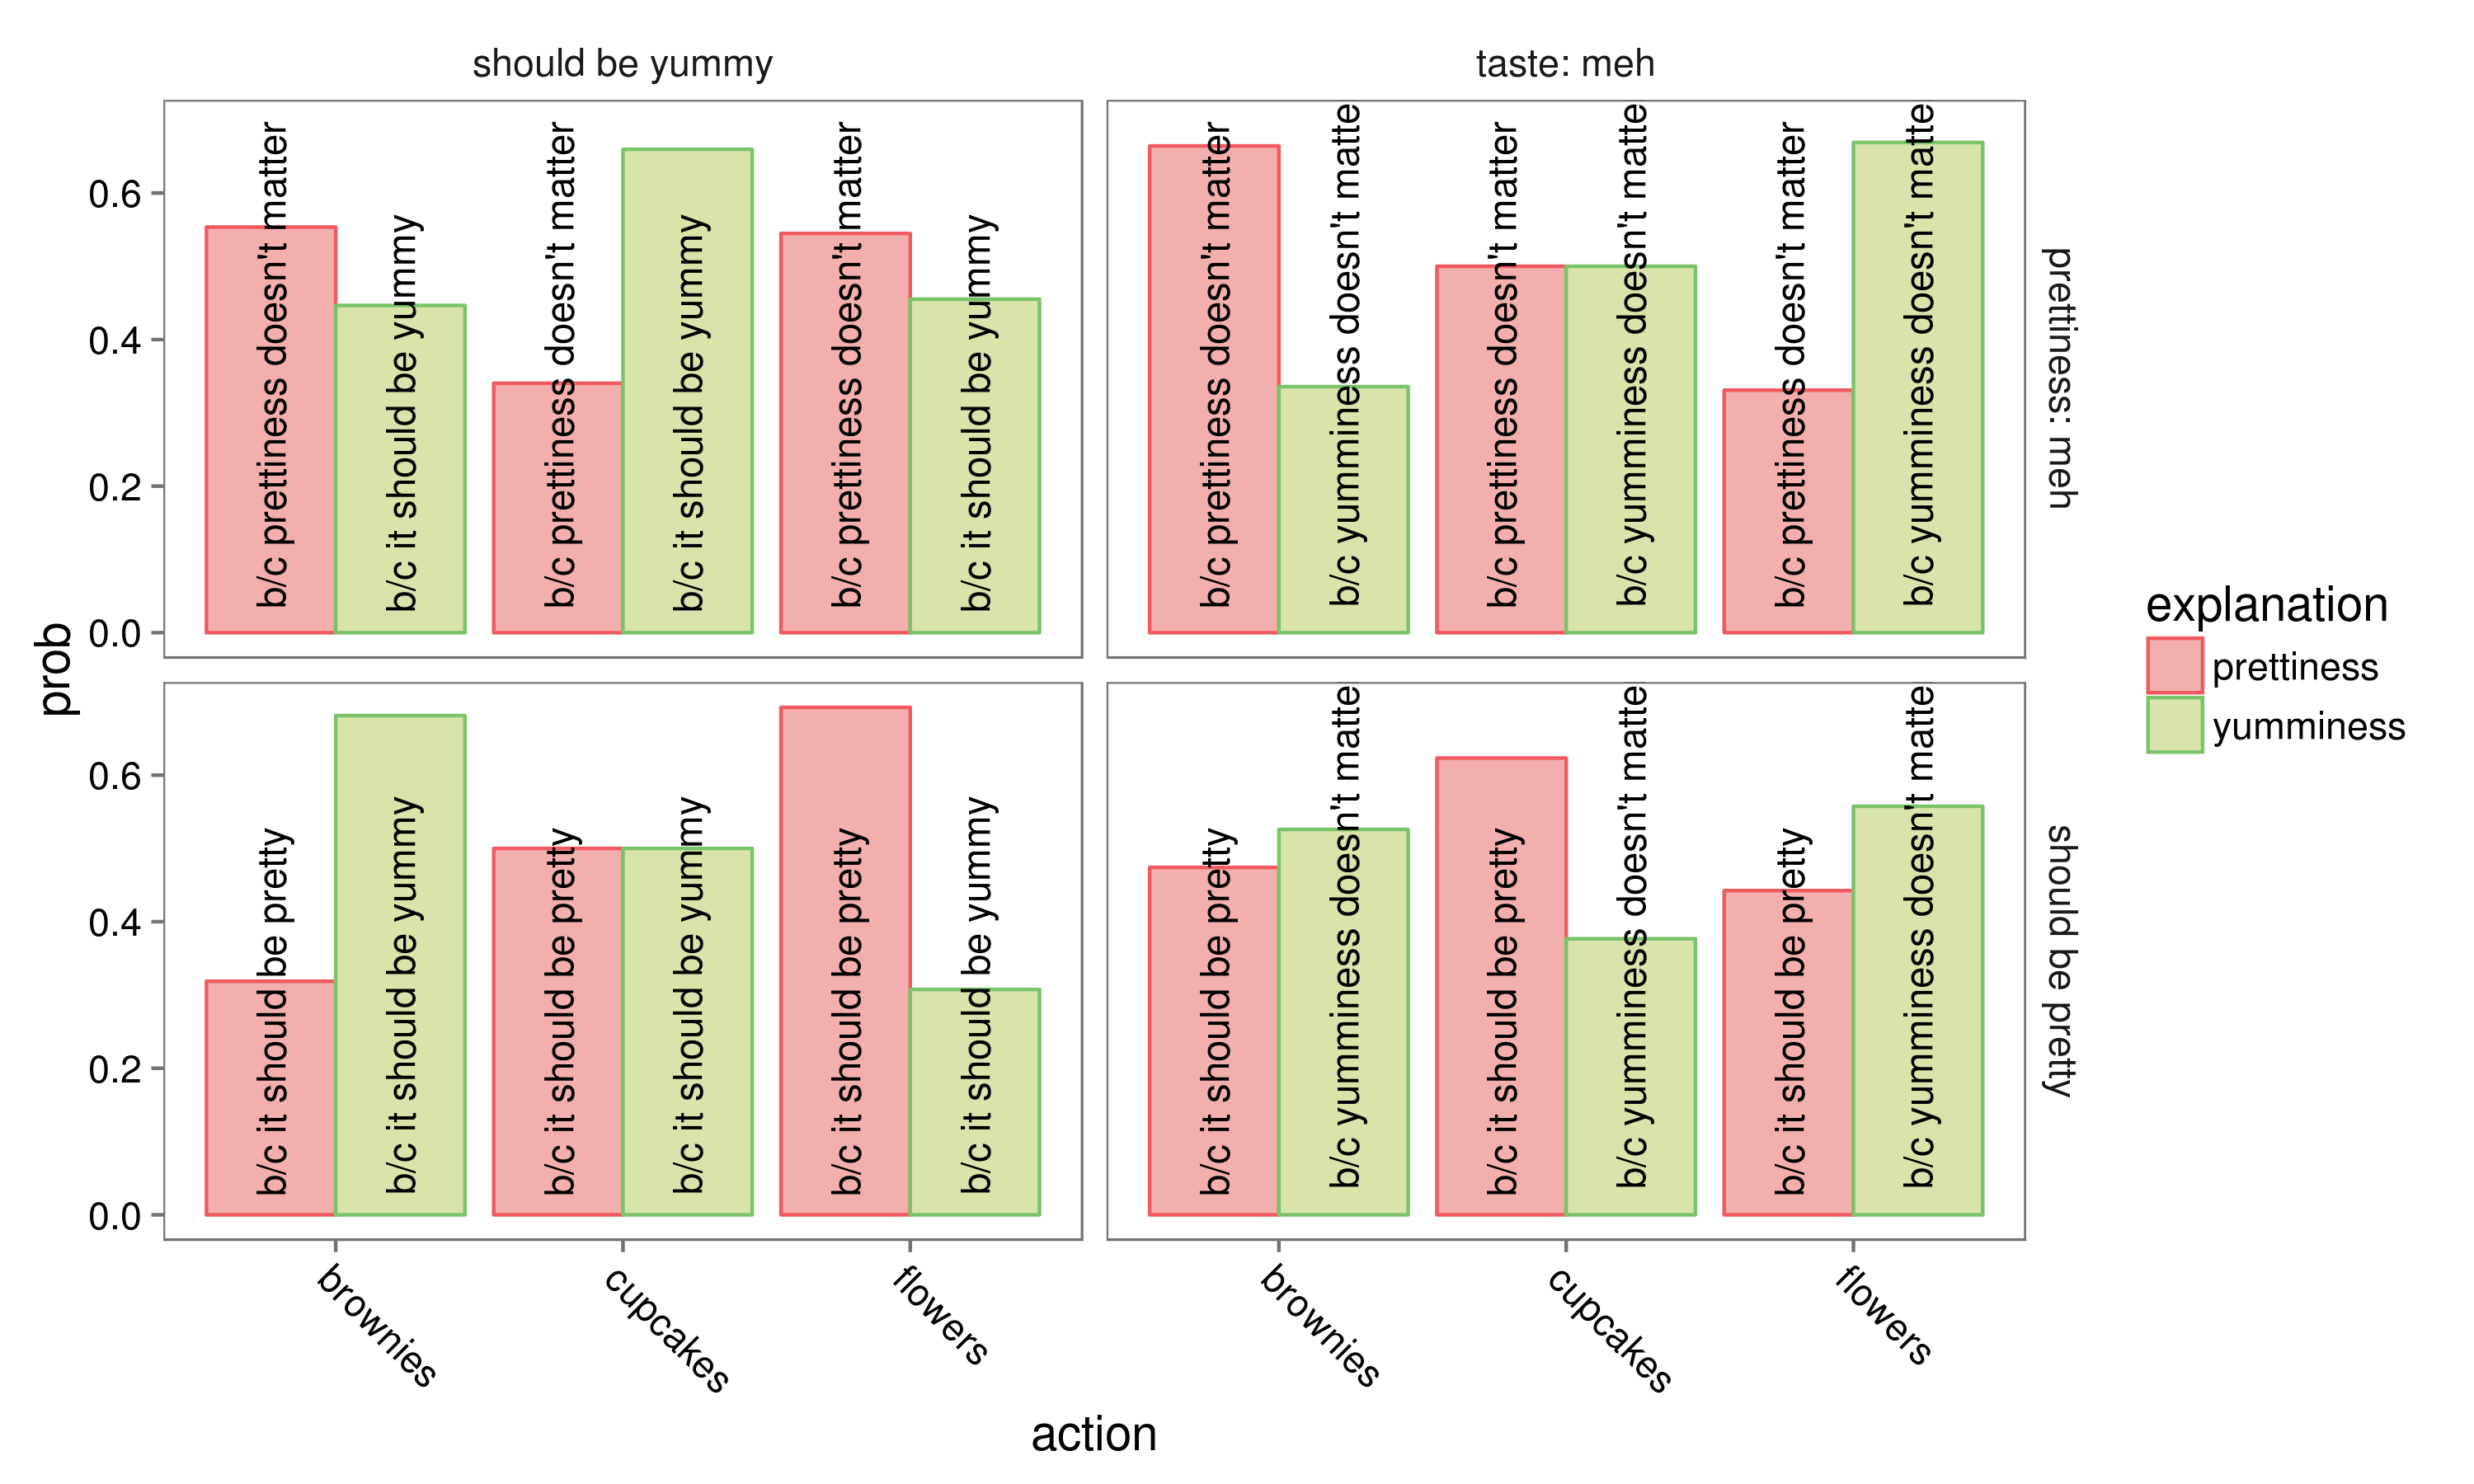 should be yummy
taste: meh
prob
0.6
0.4
0.2
0.0
b/c prettiness doesn't matter
b/c it should be yummy
b/c prettiness doesn't matter
b/c it should be yummy
b/c prettiness doesn't matter
b/c it should be yummy
b/c prettiness doesn't matter
b/c yumminess doesn't matte
b/c prettiness doesn't matter
b/c yumminess doesn't matte
b/c prettiness doesn't matter
b/c yumminess doesn't matte
prettiness: meh
0.6
0.4
0.2
0.0
b/c it should be pretty
b/c it should be yummy
b/c it should be pretty
b/c it should be yummy
b/c it should be pretty
b/c it should be yummy
b/c it should be pretty
b/c yumminess doesn't matte
b/c it should be pretty
b/c yumminess doesn't matte
b/c it should be pretty
b/c yumminess doesn't matte
should be pretty
brownies
cupcakes
flowers
brownies
cupcakes
flowers
action
explanation
prettiness
yumminess